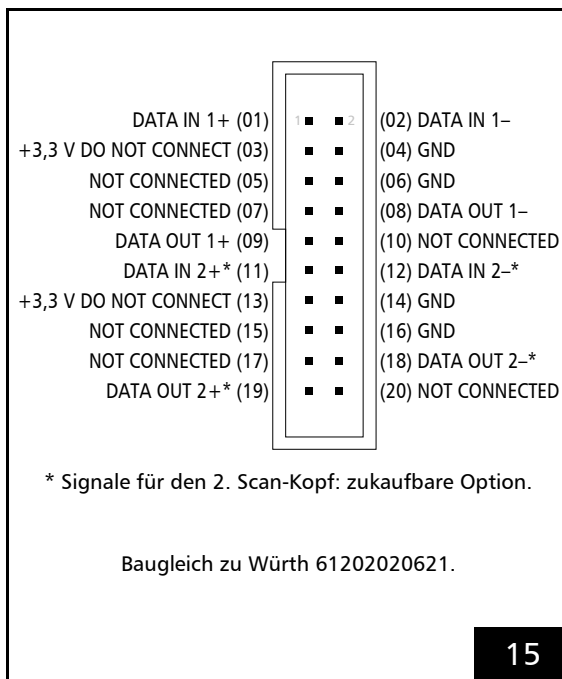 DATA IN 1+ (01) 1 2 (02) DATA IN 1–
+3,3 V DO NOT CONNECT (03) (04) GND
NOT CONNECTED (05) (06) GND
NOT CONNECTED (07) (08) DATA OUT 1–
DATA OUT 1+ (09) (10) NOT CONNECTED
DATA IN 2+* (11) (12) DATA IN 2–*
+3,3 V DO NOT CONNECT (13) (14) GND
NOT CONNECTED (15) (16) GND
NOT CONNECTED (17) (18) DATA OUT 2–*
DATA OUT 2+* (19) (20) NOT CONNECTED
* Signale für den 2. Scan-Kopf: zukaufbare Option.
Baugleich zu Würth 61202020621.
15